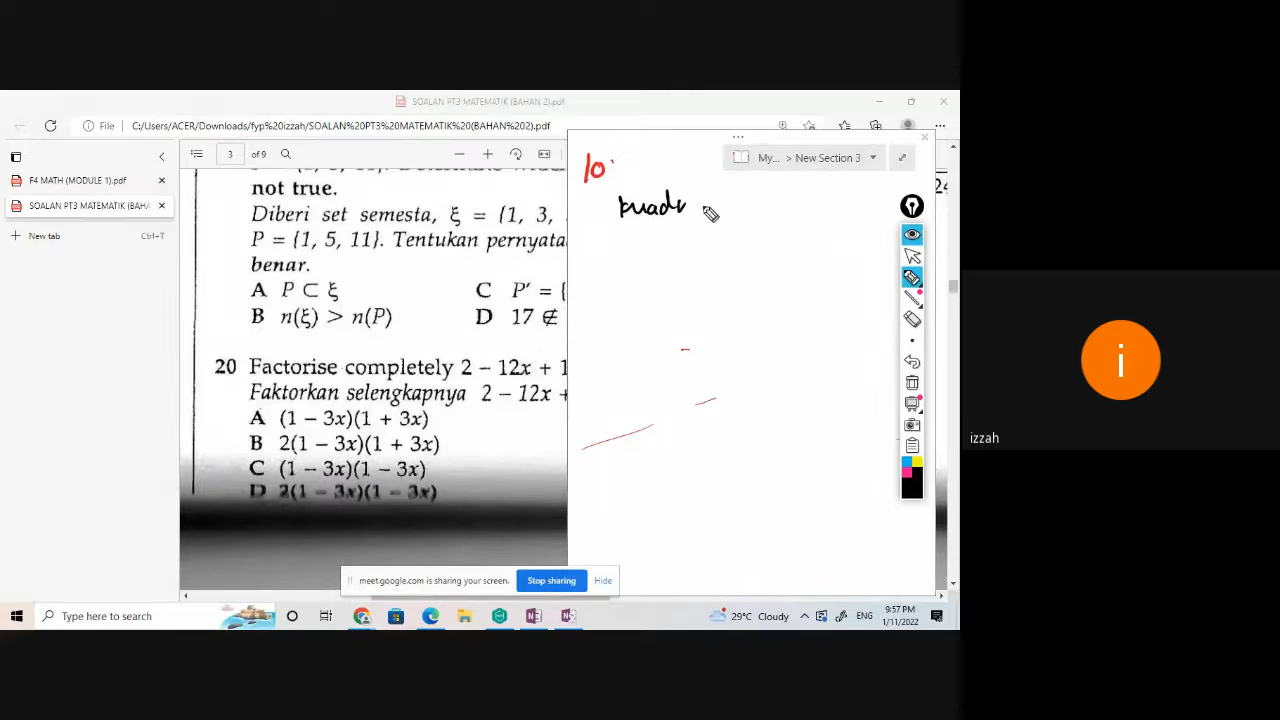 SOALAN PT3 MATEMATIK (BAHAN 2).pdf
File
C:/Users/ACER/Downloads/fyp%20izzah/SOALAN%20PT3%20MATEMATIK%20(BAHAN%202).pdf
3 of 9
My... > New Section 3
F4 MATH (MODULE 1).pdf
SOALAN PT3 MATEMATIK (BAHA
New tab Ctrl+T
not true.
Diberi set semesta, ξ = {1, 3,
P = {1, 5, 11}. Tentukan pernyata
benar.
A P ⊂ ξ C P′ = {
B n(ξ) > n(P) D 17 ∉
20 Factorise completely 2 − 12x + 1
Faktorkan selengkapnya 2 − 12x +
A (1 − 3x)(1 + 3x)
B 2(1 − 3x)(1 + 3x)
C (1 − 3x)(1 − 3x)
D 2(1 − 3x)(1 − 3x)
10
kuadr
24
meet.google.com is sharing your screen. Stop sharing Hide
Type here to search
29°C Cloudy
ENG
9:57 PM
1/11/2022
i
izzah